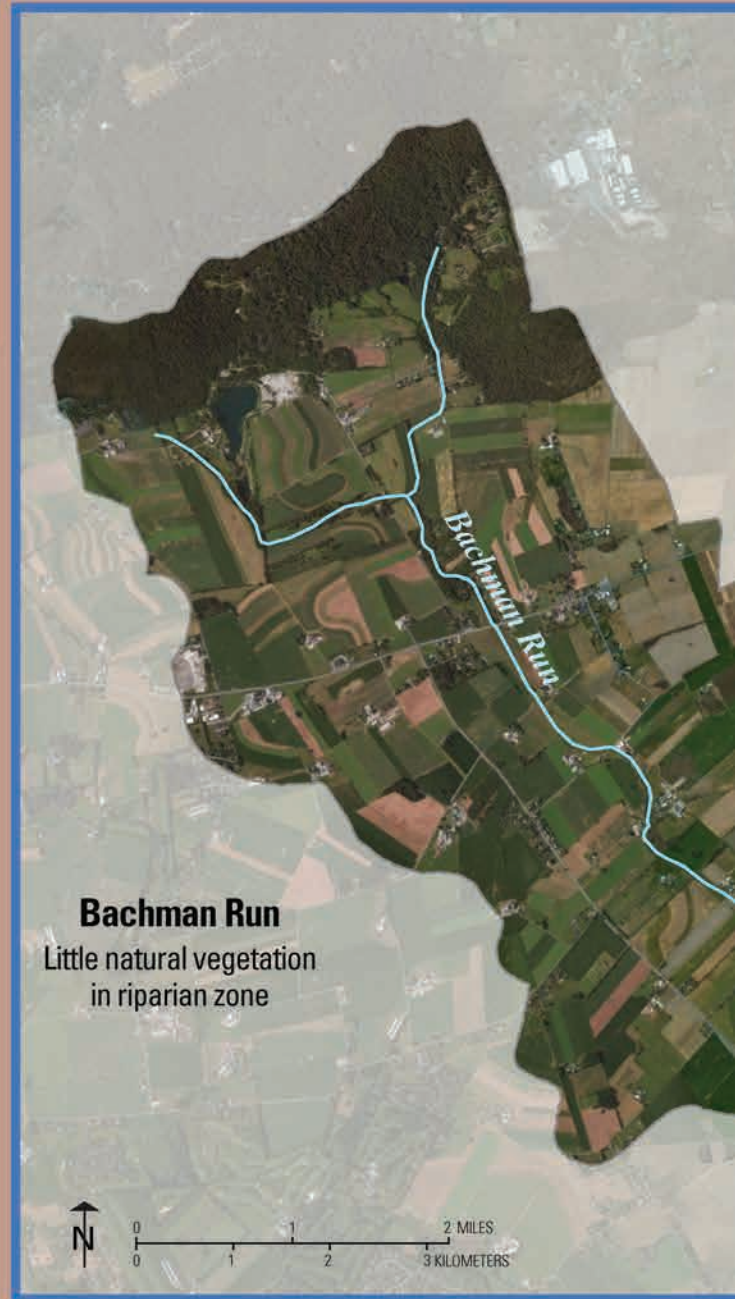 Bachman Run
Bachman Run
Little natural vegetation
in riparian zone
N
0 1 2 MILES
0 1 2 3 KILOMETERS